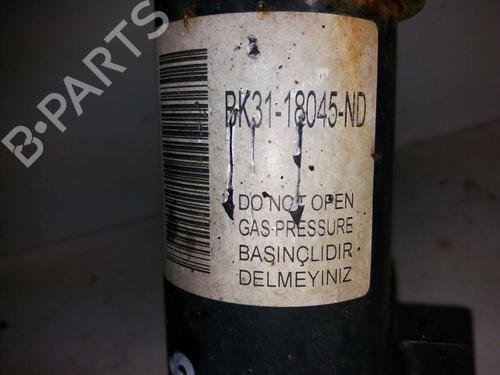 BK31-18045-ND
DO NOT OPEN
GAS PRESSURE
BASINÇLIDIR
DELMEYINIZ
B-PARTS